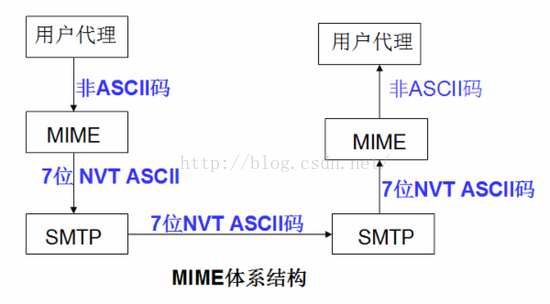 用户代理
非ASCII码
MIME
7位 NVT ASCII
SMTP
7位NVT ASCII码
用户代理
非ASCII码
MIME
7位NVT ASCII码
SMTP
http://blog.csdn.net/
MIME体系结构